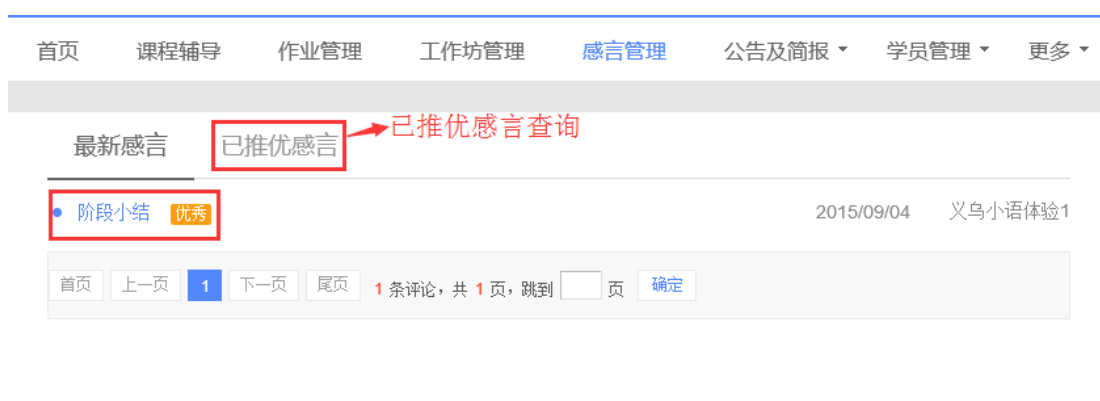 首页 课程辅导 作业管理 工作坊管理 感言管理 公告及简报 学员管理 更多
最新感言 已推优感言 已推优感言查询
阶段小结 优秀 2015/09/04 义乌小语体验1
首页 上一页 1 下一页 尾页 1 条评论，共 1 页，跳到 页 确定